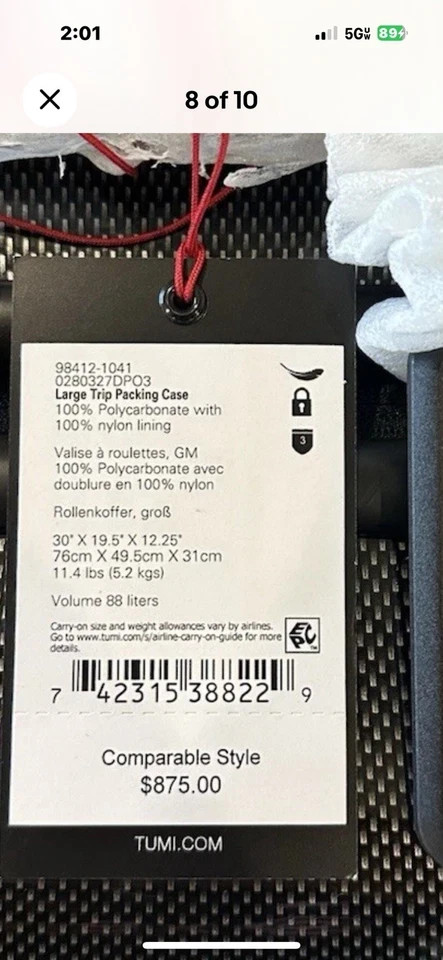 2:01
5G
89
8 of 10
98412-1041
0280327DPO3
Large Trip Packing Case
100% Polycarbonate with
100% nylon lining
Valise à roulettes, GM
100% Polycarbonate avec
doublure en 100% nylon
Rollenkoffer, groß
30" X 19.5" X 12.25"
76cm X 49.5cm X 31cm
11.4 lbs (5.2 kgs)
Volume 88 liters
3
Carry-on size and weight allowances vary by airlines.
Go to www.tumi.com/s/airline-carry-on-guide for more
details.
7 42315 38822 9
Comparable Style
$875.00
TUMI.COM